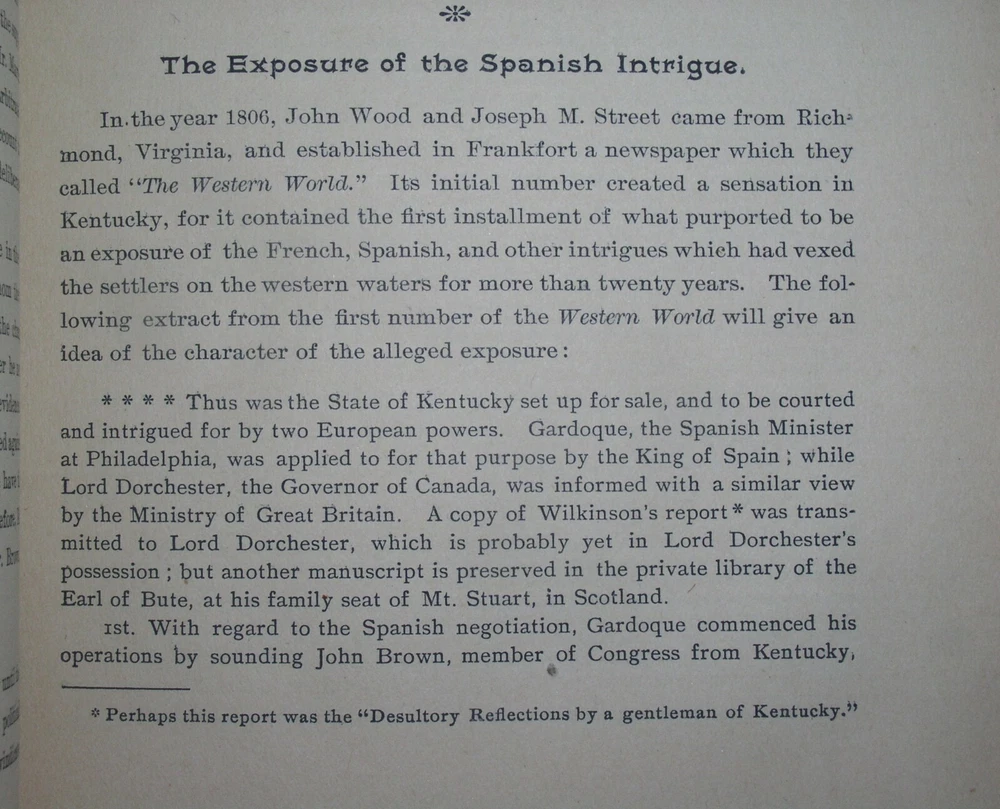 The Exposure of the Spanish Intrigue.
In the year 1806, John Wood and Joseph M. Street came from Rich-
mond, Virginia, and established in Frankfort a newspaper which they
called "The Western World." Its initial number created a sensation in
Kentucky, for it contained the first installment of what purported to be
an exposure of the French, Spanish, and other intrigues which had vexed
the settlers on the western waters for more than twenty years. The fol-
lowing extract from the first number of the Western World will give an
idea of the character of the alleged exposure:
* * * * Thus was the State of Kentucky set up for sale, and to be courted
and intrigued for by two European powers. Gardoque, the Spanish Minister
at Philadelphia, was applied to for that purpose by the King of Spain; while
Lord Dorchester, the Governor of Canada, was informed with a similar view
by the Ministry of Great Britain. A copy of Wilkinson's report * was trans-
mitted to Lord Dorchester, which is probably yet in Lord Dorchester's
possession; but another manuscript is preserved in the private library of the
Earl of Bute, at his family seat of Mt. Stuart, in Scotland.
1st. With regard to the Spanish negotiation, Gardoque commenced his
operations by sounding John Brown, member of Congress from Kentucky,
* Perhaps this report was the "Desultory Reflections by a gentleman of Kentucky."